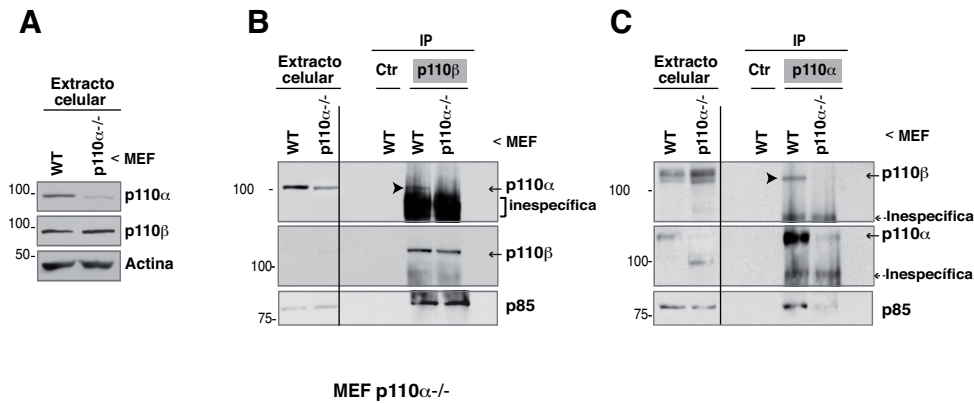 A
Extracto
celular
WT
p110α-/-
< MEF
100-
p110α
100-
p110β
50-
Actina
B
IP
Extracto
celular
Ctr
p110β
WT
p110α-/-
WT
WT
p110α-/-
< MEF
100 -
p110α
inespecífica
100-
p110β
75-
p85
C
IP
Extracto
celular
Ctr
p110α
WT
p110α-/-
WT
WT
p110α-/-
< MEF
100 -
p110β
Inespecifica
100-
p110α
Inespecífica
75-
p85
MEF p110α-/-